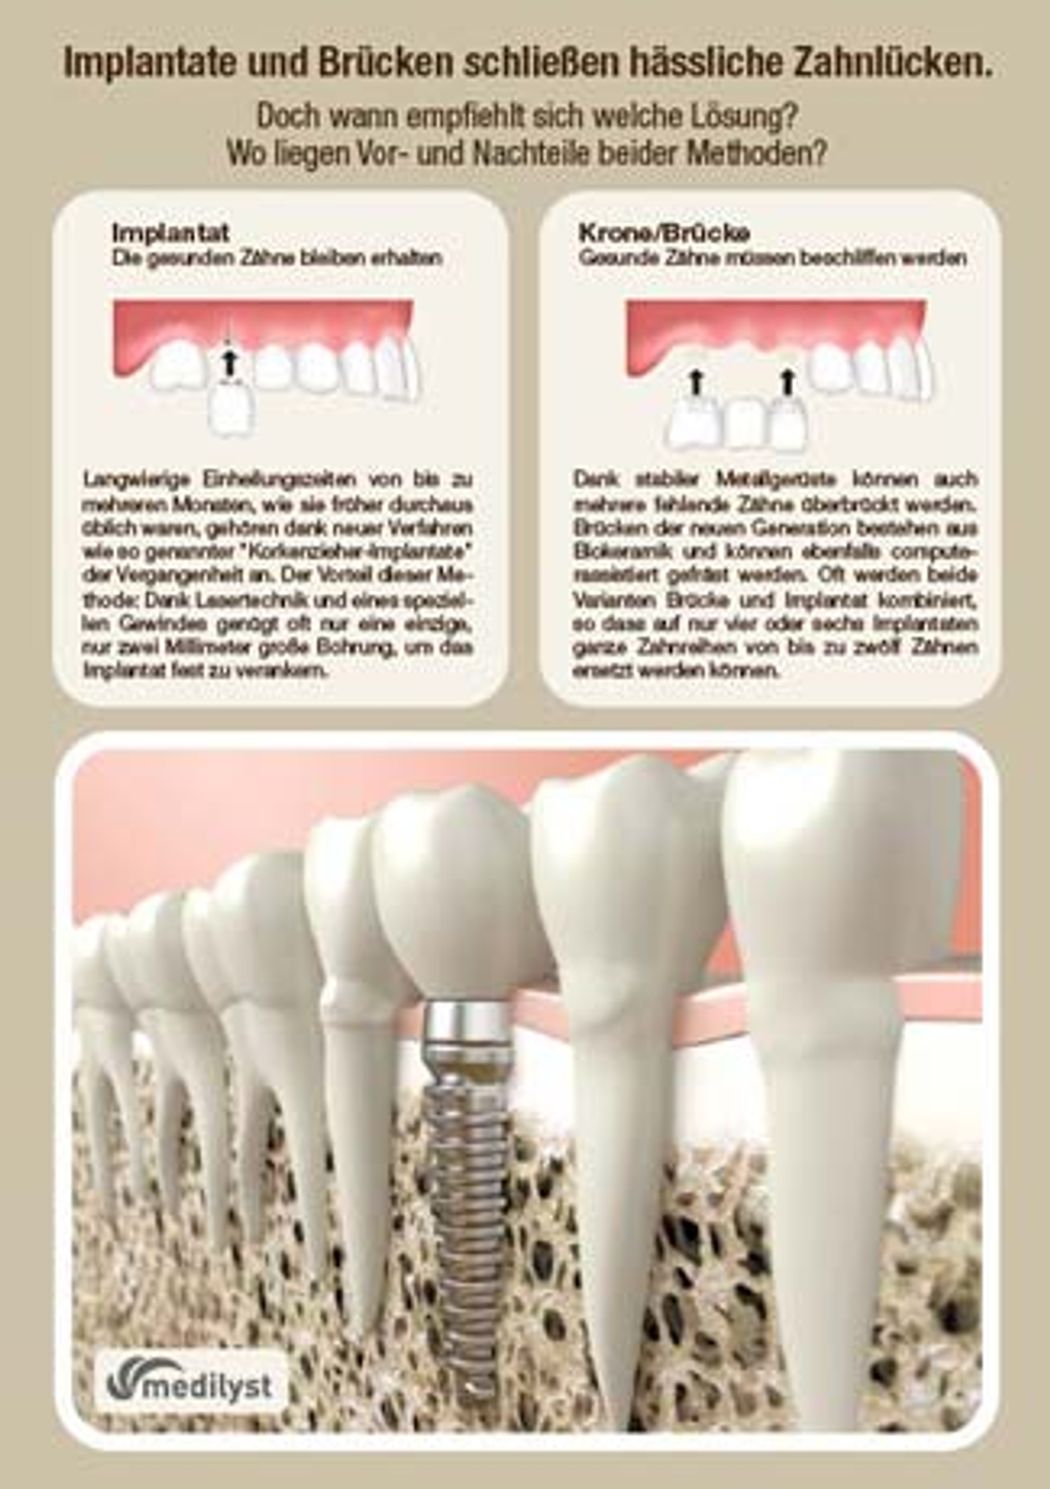 Implantate und Brücken schließen hässliche Zahnlücken.
Doch wann empfiehlt sich welche Lösung?
Wo liegen Vor- und Nachteile beider Methoden?
Implantat
Die gesunden Zähne bleiben erhalten
Langwierige Einheilungszeiten von bis zu
mehreren Monaten, wie sie früher durchaus
üblich waren, gehören dank neuer Verfahren
wie so genannter "Korkenzieher-Implantate"
der Vergangenheit an. Der Vorteil dieser Me-
thode: Dank Lasertechnik und eines speziel-
len Gewindes genügt oft nur eine einzige,
nur zwei Millimeter große Bohrung, um das
Implantat fest zu verankern.
Krone/Brücke
Gesunde Zähne müssen beschliffen werden
Dank stabiler Metallgerüste können auch
mehrere fehlende Zähne überbrückt werden.
Brücken der neuen Generation bestehen aus
Biokeramik und können ebenfalls compute-
rassistiert gefräst werden. Oft werden beide
Varianten Brücke und Implantat kombiniert,
so dass auf nur vier oder sechs Implantaten
ganze Zahnreihen von bis zu zwölf Zähnen
ersetzt werden können.
medilyst